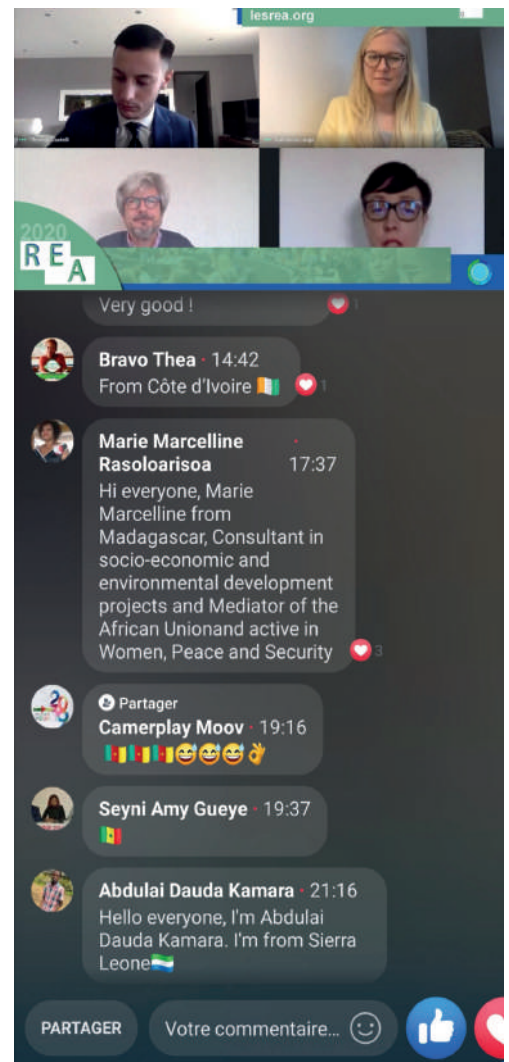 lesrea.org
2020
REA
Very good !
1
Bravo Thea · 14:42
From Côte d'Ivoire 🇨🇮 1
Marie Marcelline ·
Rasoloarisoa 17:37
Hi everyone, Marie
Marcelline from
Madagascar, Consultant in
socio-economic and
environmental development
projects and Mediator of the
African Unionand active in
Women, Peace and Security 3
Partager
Camerplay Moov · 19:16
🇨🇲🇨🇲🇨🇲😅😅😅👌
Seyni Amy Gueye · 19:37
🇸🇳
Abdulai Dauda Kamara · 21:16
Hello everyone, I'm Abdulai
Dauda Kamara. I'm from Sierra
Leone🇸🇱
PARTAGER Votre commentaire...